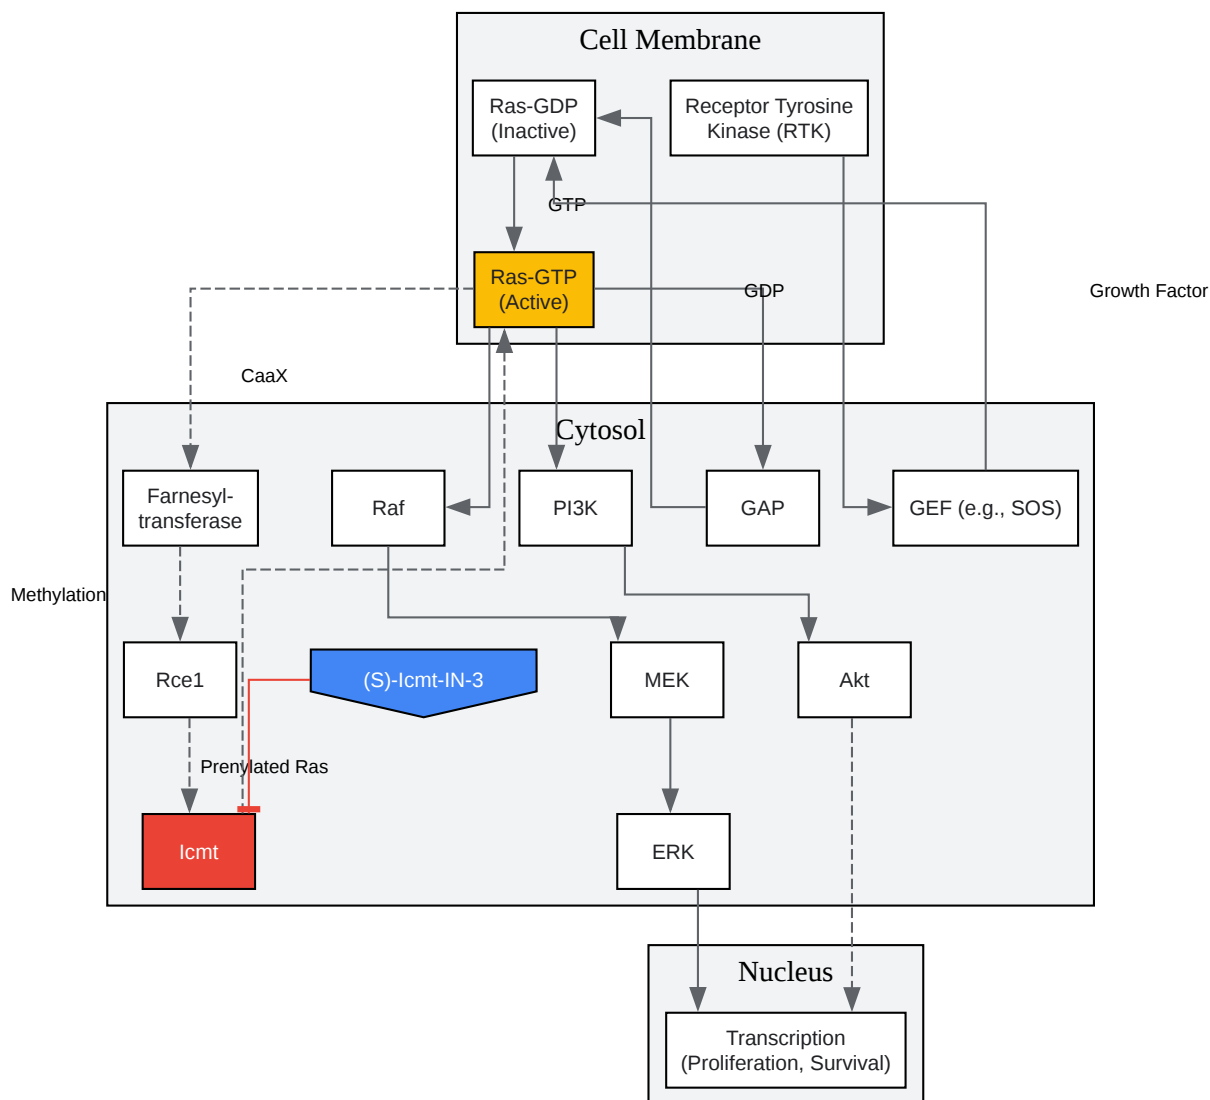 Cell Membrane
Ras-GDP
(Inactive)
Receptor Tyrosine
Kinase (RTK)
GTP
Ras-GTP
(Active)
GDP
Growth Factor
CaaX
Cytosol
Farnesyl-
transferase
Raf
PI3K
GAP
GEF (e.g., SOS)
Methylation
Rce1
(S)-Icmt-IN-3
MEK
Akt
Prenylated Ras
Icmt
ERK
Nucleus
Transcription
(Proliferation, Survival)